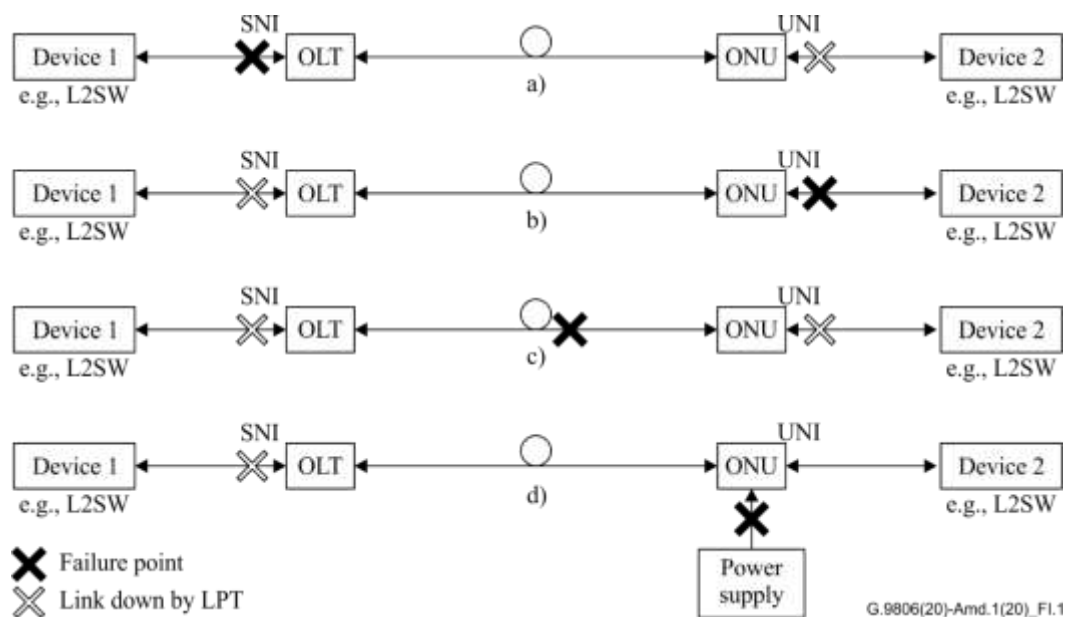 SNI UNI
Device 1 OLT ONU Device 2
e.g., L2SW a) e.g., L2SW
SNI UNI
Device 1 OLT ONU Device 2
e.g., L2SW b) e.g., L2SW
SNI UNI
Device 1 OLT ONU Device 2
e.g., L2SW c) e.g., L2SW
SNI UNI
Device 1 OLT ONU Device 2
e.g., L2SW d) e.g., L2SW
Failure point
Link down by LPT
Power
supply
G.9806(20)-Amd.1(20)_FI.1